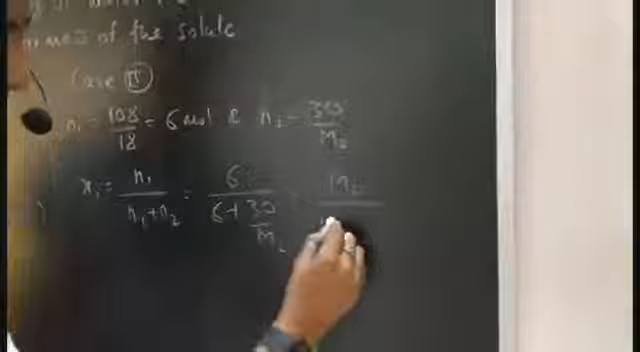 of the solute
Case II
n₁ = 108/18 = 6 mol & n₂ = 30/M₂
x₁ = n₁/(n₁+n₂) = 6/(6+30/M₂) = M₂